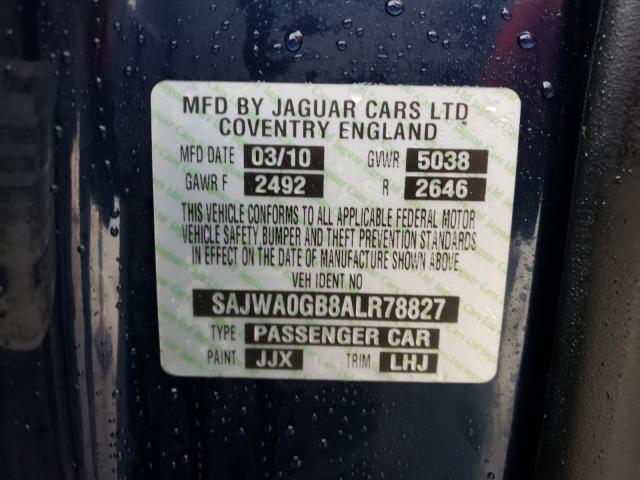 MFD BY JAGUAR CARS LTD
COVENTRY ENGLAND
MFD DATE 03/10 GVWR 5038
GAWR F 2492 R 2646
THIS VEHICLE CONFORMS TO ALL APPLICABLE FEDERAL MOTOR
VEHICLE SAFETY, BUMPER AND THEFT PREVENTION STANDARDS
IN EFFECT ON THE DATE OF MANUFACTURE SHOWN ABOVE
VEH IDENT NO
SAJWA0GB8ALR78827
TYPE PASSENGER CAR
PAINT JJX TRIM LHJ